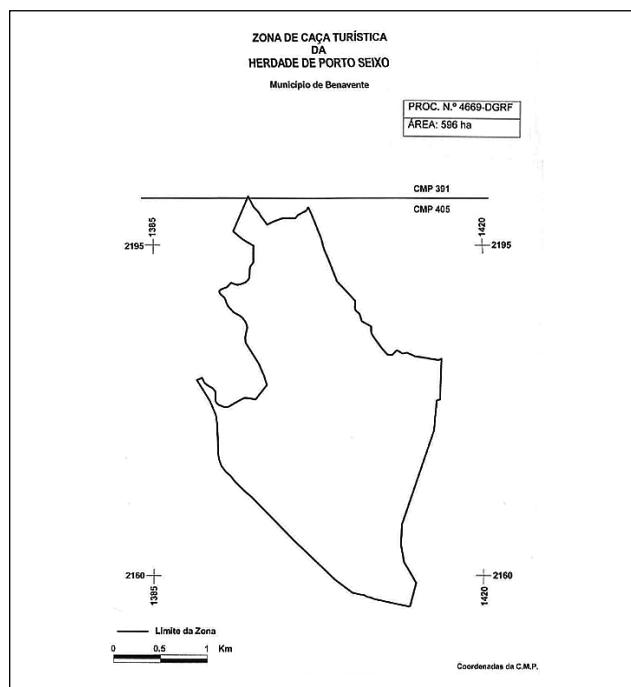 ZONA DE CAÇA TURÍSTICA
DA
HERDADE DE PORTO SEIXO
Município de Benavente
PROC. N.º 4669-DGRF
ÁREA: 596 ha
CMP 391
CMP 405
1385
1420
2195
2195
2160
2160
1385
1420
Limite da Zona
0 0.5 1 Km
Coordenadas da C.M.P.